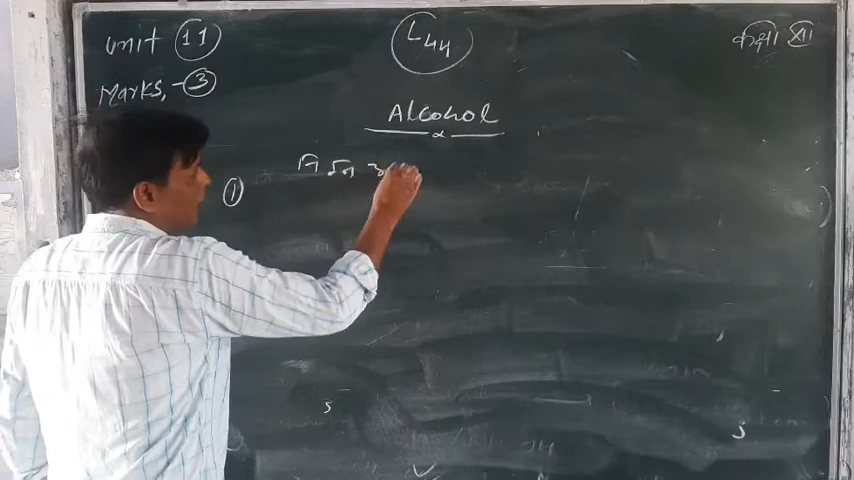 unit (11)
L44
कक्षा XII
Marks, - (3)
Alcohol
(1) निम्न